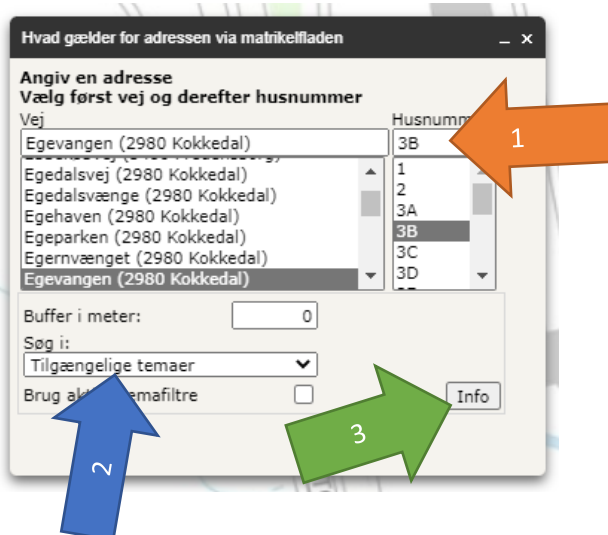 Hvad gælder for adressen via matrikelfladen
Angiv en adresse
Vælg først vej og derefter husnummer
Vej Husnumm
Egevangen (2980 Kokkedal) 3B
Egedalsvej (2980 Kokkedal) 1
Egedalsvænge (2980 Kokkedal) 2
Egehaven (2980 Kokkedal) 3A
Egeparken (2980 Kokkedal) 3B
Egernvænget (2980 Kokkedal) 3C
Egevangen (2980 Kokkedal) 3D
Buffer i meter: 0
Søg i:
Tilgængelige temaer
Brug emafiltre
Info
1
2
3